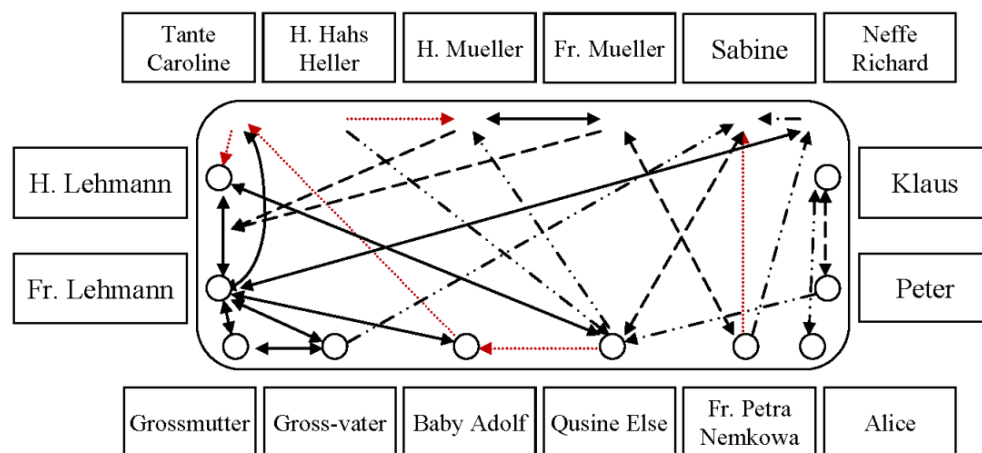 Tante
Caroline
H. Hahs
Heller
H. Mueller
Fr. Mueller
Sabine
Neffe
Richard
H. Lehmann
Klaus
Fr. Lehmann
Peter
Grossmutter
Gross-vater
Baby Adolf
Qusine Else
Fr. Petra
Nemkowa
Alice